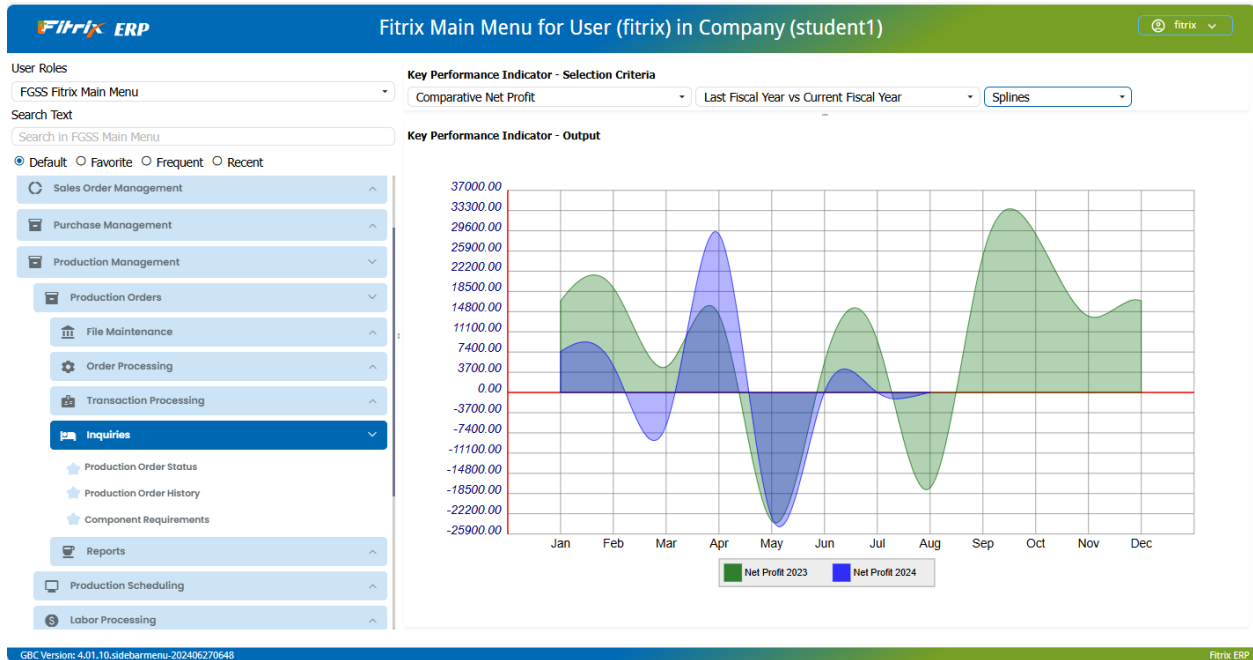 Fitrix ERP
Fitrix Main Menu for User (fitrix) in Company (student1)
fitrix
User Roles
FGSS Fitrix Main Menu
Search Text
Search in FGSS Main Menu
Default Favorite Frequent Recent
Sales Order Management
Purchase Management
Production Management
Production Orders
File Maintenance
Order Processing
Transaction Processing
Inquiries
Production Order Status
Production Order History
Component Requirements
Reports
Production Scheduling
Labor Processing
Key Performance Indicator - Selection Criteria
Comparative Net Profit
Last Fiscal Year vs Current Fiscal Year
Splines
Key Performance Indicator - Output
37000.00
33300.00
29600.00
25900.00
22200.00
18500.00
14800.00
11100.00
7400.00
3700.00
0.00
-3700.00
-7400.00
-11100.00
-14800.00
-18500.00
-22200.00
-25900.00
Jan Feb Mar Apr May Jun Jul Aug Sep Oct Nov Dec
Net Profit 2023 Net Profit 2024
GBC Version: 4.01.10.sidebarmenu-202406270648
Fitrix ERP